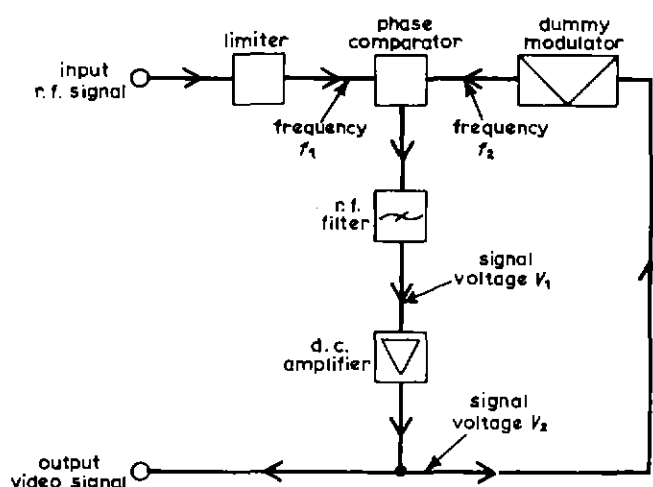 input
r.f. signal
limiter
phase
comparator
dummy
modulator
frequency
f₁
frequency
f₂
r.f.
filter
signal
voltage V₁
d.c.
amplifier
signal
voltage V₂
output
video signal